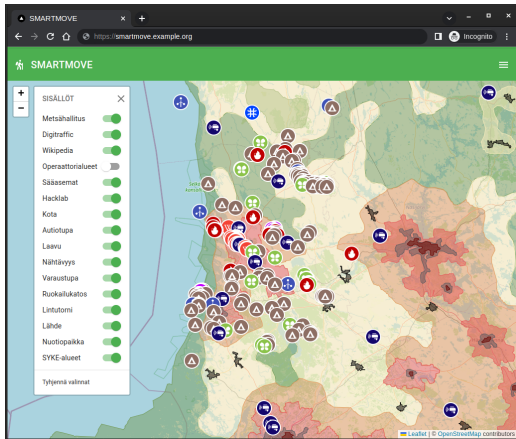 SMARTMOVE
https://smartmove.example.org
Incognito
SMARTMOVE
+
−
SISÄLLÖT
Metsähallitus
Digitraffic
Wikipedia
Operaattorialueet
Sääasemat
Hacklab
Kota
Autiotupa
Laavu
Nähtävyys
Varaustupa
Ruokailukatos
Lintutorni
Lähde
Nuotiopaikka
SYKE-alueet
Tyhjennä valinnat
Leaflet | © OpenStreetMap contributors